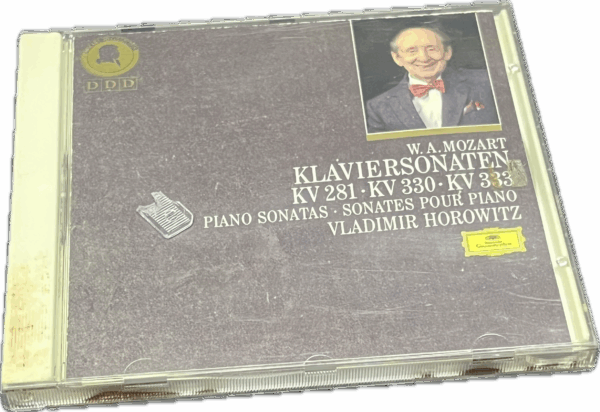 DDD
W. A. MOZART
KLAVIERSONATEN
KV 281 · KV 330 · KV 333
PIANO SONATAS · SONATES POUR PIANO
VLADIMIR HOROWITZ